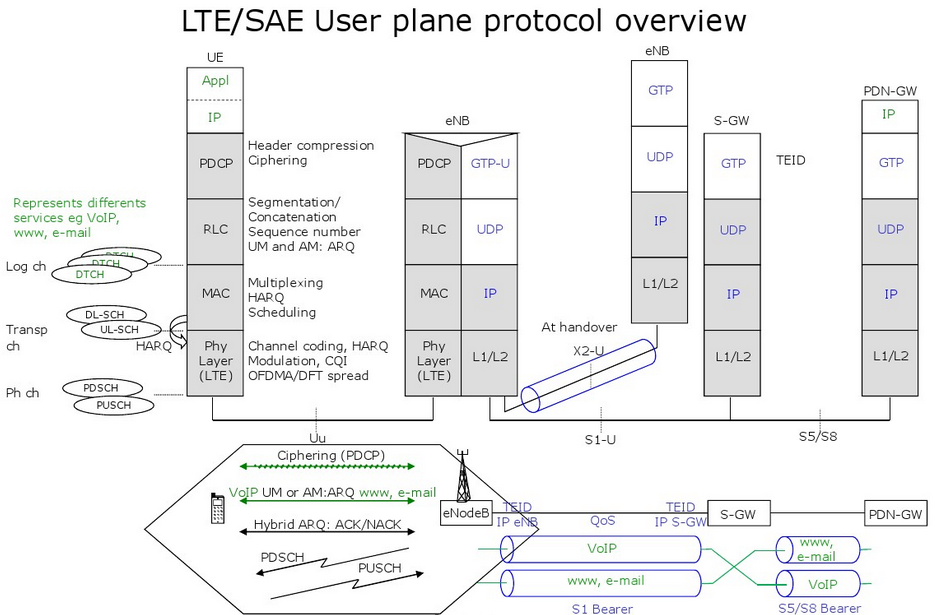 LTE/SAE User plane protocol overview
UE
Appl
IP
PDCP
RLC
MAC
Phy
Layer
(LTE)
Header compression
Ciphering
Segmentation/
Concatenation
Sequence number
UM and AM: ARQ
Multiplexing
HARQ
Scheduling
Channel coding, HARQ
Modulation, CQI
OFDMA/DFT spread
Represents differents
services eg VoIP,
www, e-mail
Log ch
DTCH
DTCH
DTCH
Transp
ch
DL-SCH
UL-SCH
HARQ
Ph ch
PDSCH
PUSCH
eNB
PDCP
GTP-U
RLC
UDP
MAC
IP
Phy
Layer
(LTE)
L1/L2
eNB
GTP
UDP
IP
L1/L2
At handover
X2-U
S-GW
GTP
UDP
IP
L1/L2
TEID
PDN-GW
IP
GTP
UDP
IP
L1/L2
Uu
S1-U
S5/S8
Ciphering (PDCP)
VoIP UM or AM:ARQ www, e-mail
Hybrid ARQ: ACK/NACK
PDSCH
PUSCH
eNodeB
TEID
IP eNB
QoS
TEID
IP S-GW
S-GW
PDN-GW
VoIP
www, e-mail
www,
e-mail
VoIP
S1 Bearer
S5/S8 Bearer